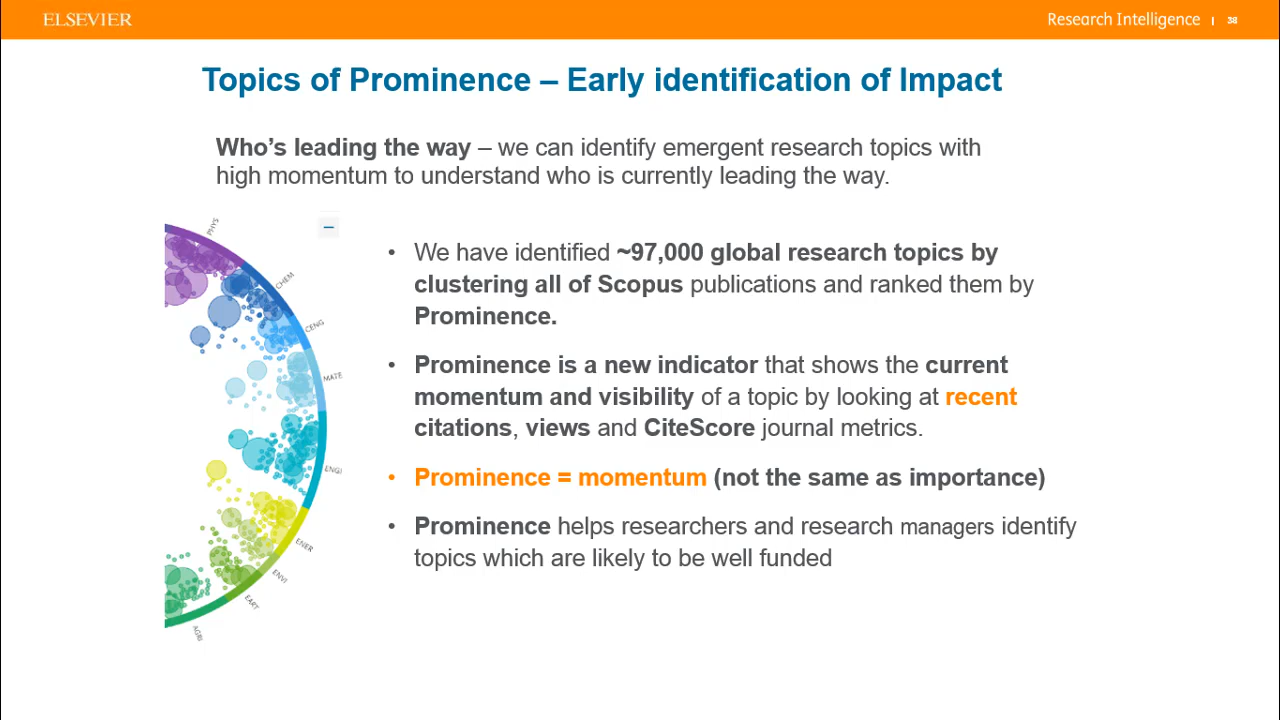 ELSEVIER
Research Intelligence | 38
Topics of Prominence – Early identification of Impact
Who's leading the way – we can identify emergent research topics with
high momentum to understand who is currently leading the way.
PHYS
CHEM
CENG
MATE
ENGI
ENER
ENVI
EART
AGRI
• We have identified ~97,000 global research topics by
clustering all of Scopus publications and ranked them by
Prominence.
• Prominence is a new indicator that shows the current
momentum and visibility of a topic by looking at recent
citations, views and CiteScore journal metrics.
• Prominence = momentum (not the same as importance)
• Prominence helps researchers and research managers identify
topics which are likely to be well funded